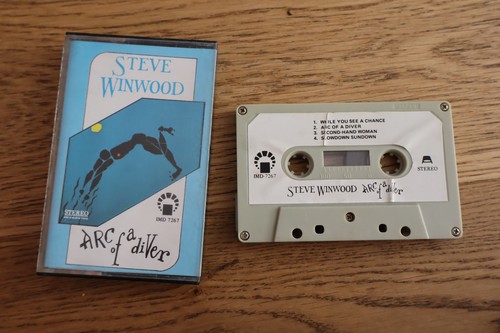 STEVE
WINWOOD
STEREO
IMD-7267
ARC of a diver
1. WHILE YOU SEE A CHANCE
2. ARC OF A DIVER
3. SECOND-HAND WOMAN
4. SLOWDOWN SUNDOWN
IMD-7267
STEREO
STEVE WINWOOD ARC of a diver